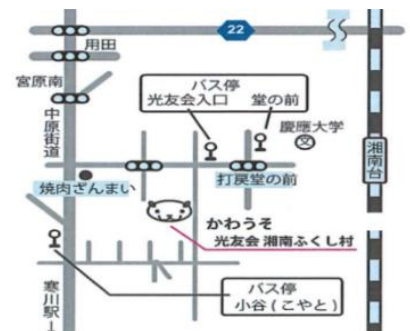 22
用田
宮原南
中原街道
バス停
光友会入口 堂の前
慶應大学
文
湘南台
焼肉ざんまい
打戻堂の前
かわうそ
光友会 湘南ふくし村
バス停
小谷(こやと)
寒川駅↓